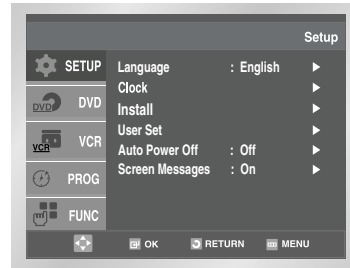 Setup
SETUP
DVD DVD
VCR VCR
PROG
FUNC
Language : English
Clock
Install
User Set
Auto Power Off : Off
Screen Messages : On
OK RETURN MENU